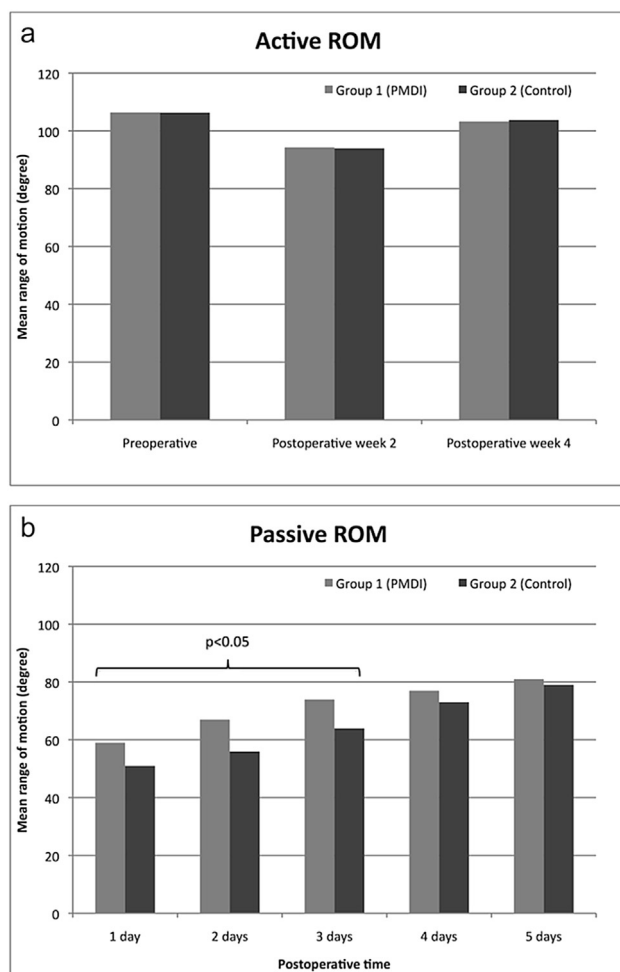 a
Active ROM
Group 1 (PMDI) Group 2 (Control)
Mean range of motion (degree)
120
100
80
60
40
20
0
Preoperative Postoperative week 2 Postoperative week 4
b
Passive ROM
Group 1 (PMDI) Group 2 (Control)
Mean range of motion (degree)
120
100
80
60
40
20
0
p<0.05
1 day 2 days 3 days 4 days 5 days
Postoperative time